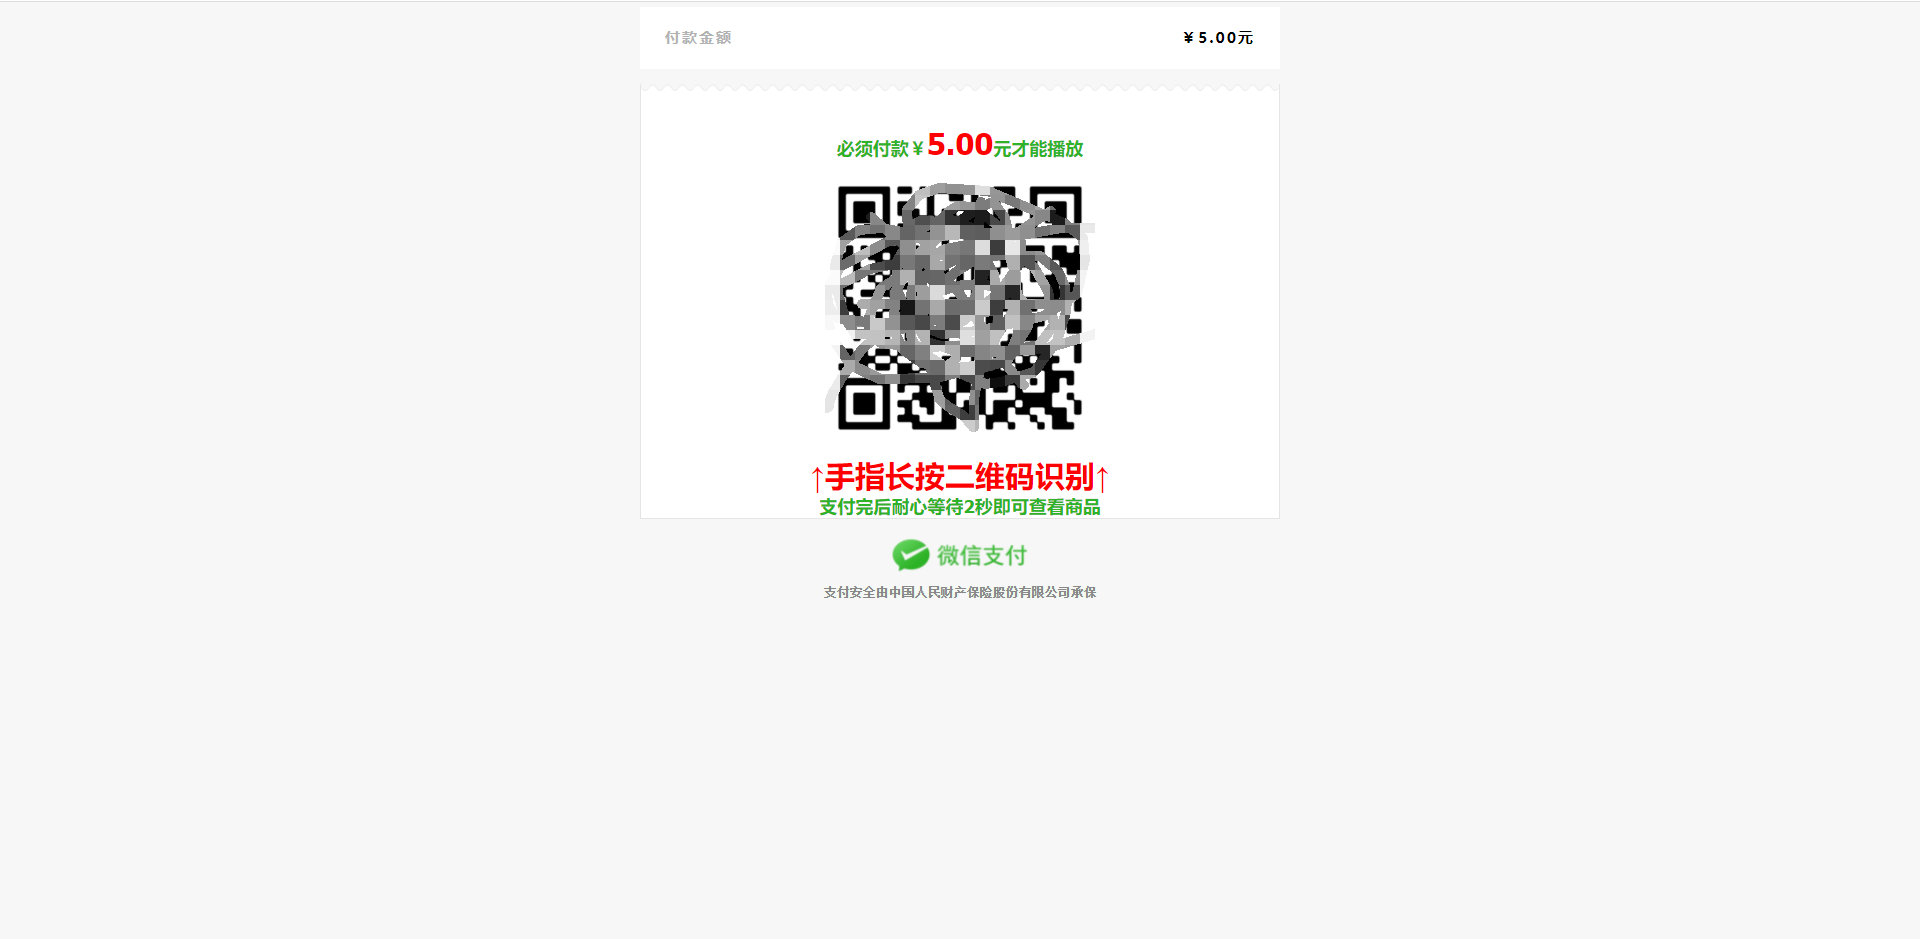 付款金额
￥5.00元
必须付款￥5.00元才能播放
↑手指长按二维码识别↑
支付完后耐心等待2秒即可查看商品
微信支付
支付安全由中国人民财产保险股份有限公司承保